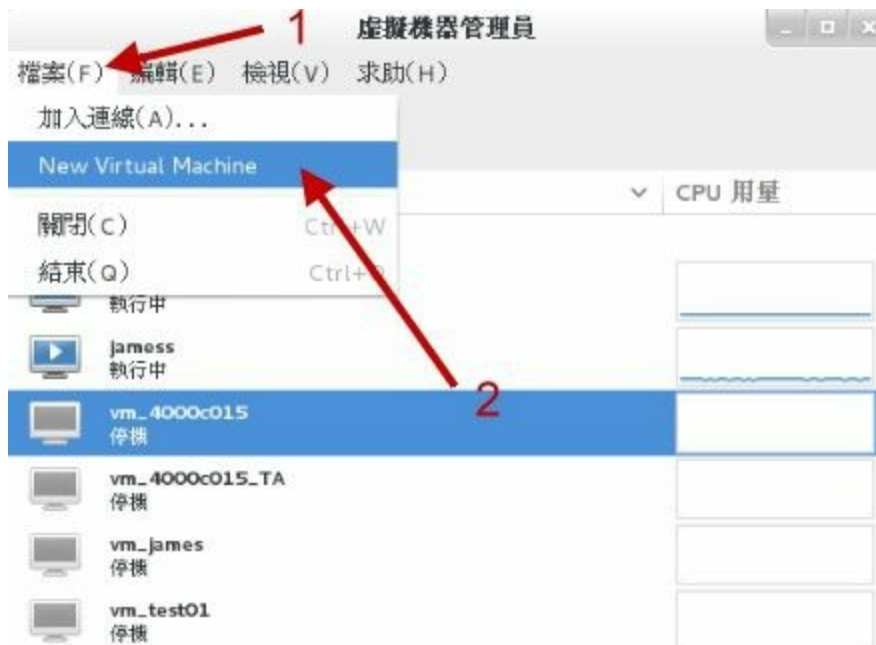 1
虛擬機器管理員
檔案(F) 編輯(E) 檢視(V) 求助(H)
加入連線(A)...
New Virtual Machine
CPU 用量
關閉(C) Ctrl+W
結束(Q)
執行中
jamess
執行中
2
vm_4000c015
停機
vm_4000c015_TA
停機
vm_james
停機
vm_test01
停機